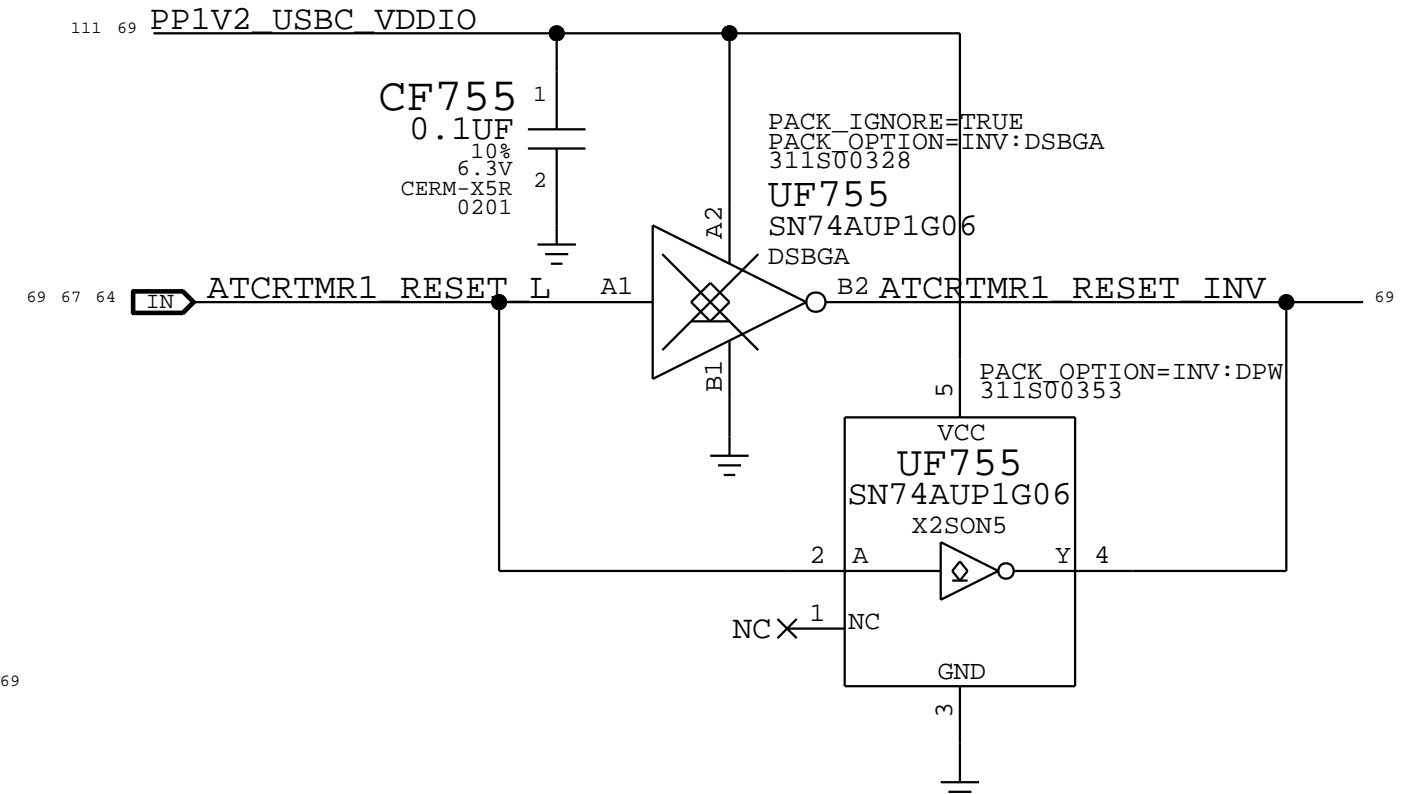 111 69 PP1V2_USBC_VDDIO
CF755 1
0.1UF
10%
6.3V
CERM-X5R 2
0201
PACK_IGNORE=TRUE
PACK_OPTION=INV:DSBGA
311S00328
UF755
SN74AUP1G06
DSBGA
A2
69 67 64 IN ATCRTMR1_RESET_L A1
B2 ATCRTMR1_RESET_INV 69
B1
PACK_OPTION=INV:DPW
311S00353
5
VCC
UF755
SN74AUP1G06
X2SON5
2 A Y 4
NC 1 NC
GND
3
69